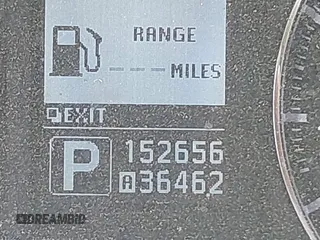 RANGE
--- MILES
EXIT
P 152656
A 36462
DREAMBID